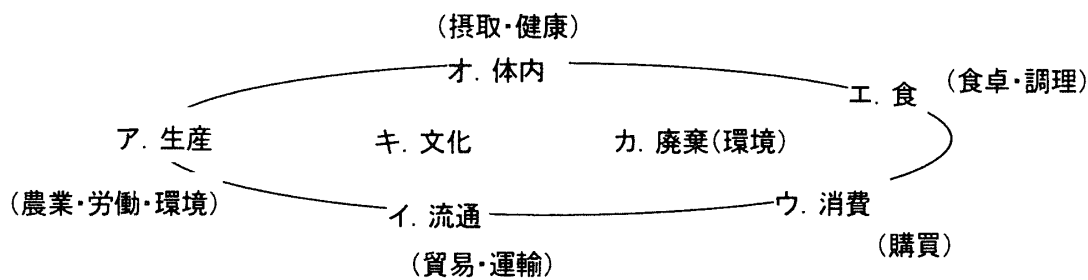 (摂取・健康)
オ. 体内
エ. 食 (食卓・調理)
ア. 生産 キ. 文化 カ. 廃棄(環境)
(農業・労働・環境) イ. 流通 ウ. 消費
(貿易・運輸) (購買)